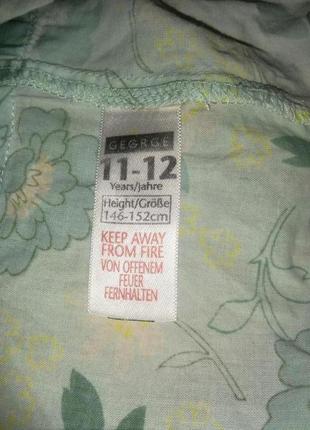 GEORGE
11-12
Years/Jahre
Height/Größe
146-152cm
KEEP AWAY
FROM FIRE
VON OFFENEM
FEUER
FERNHALTEN